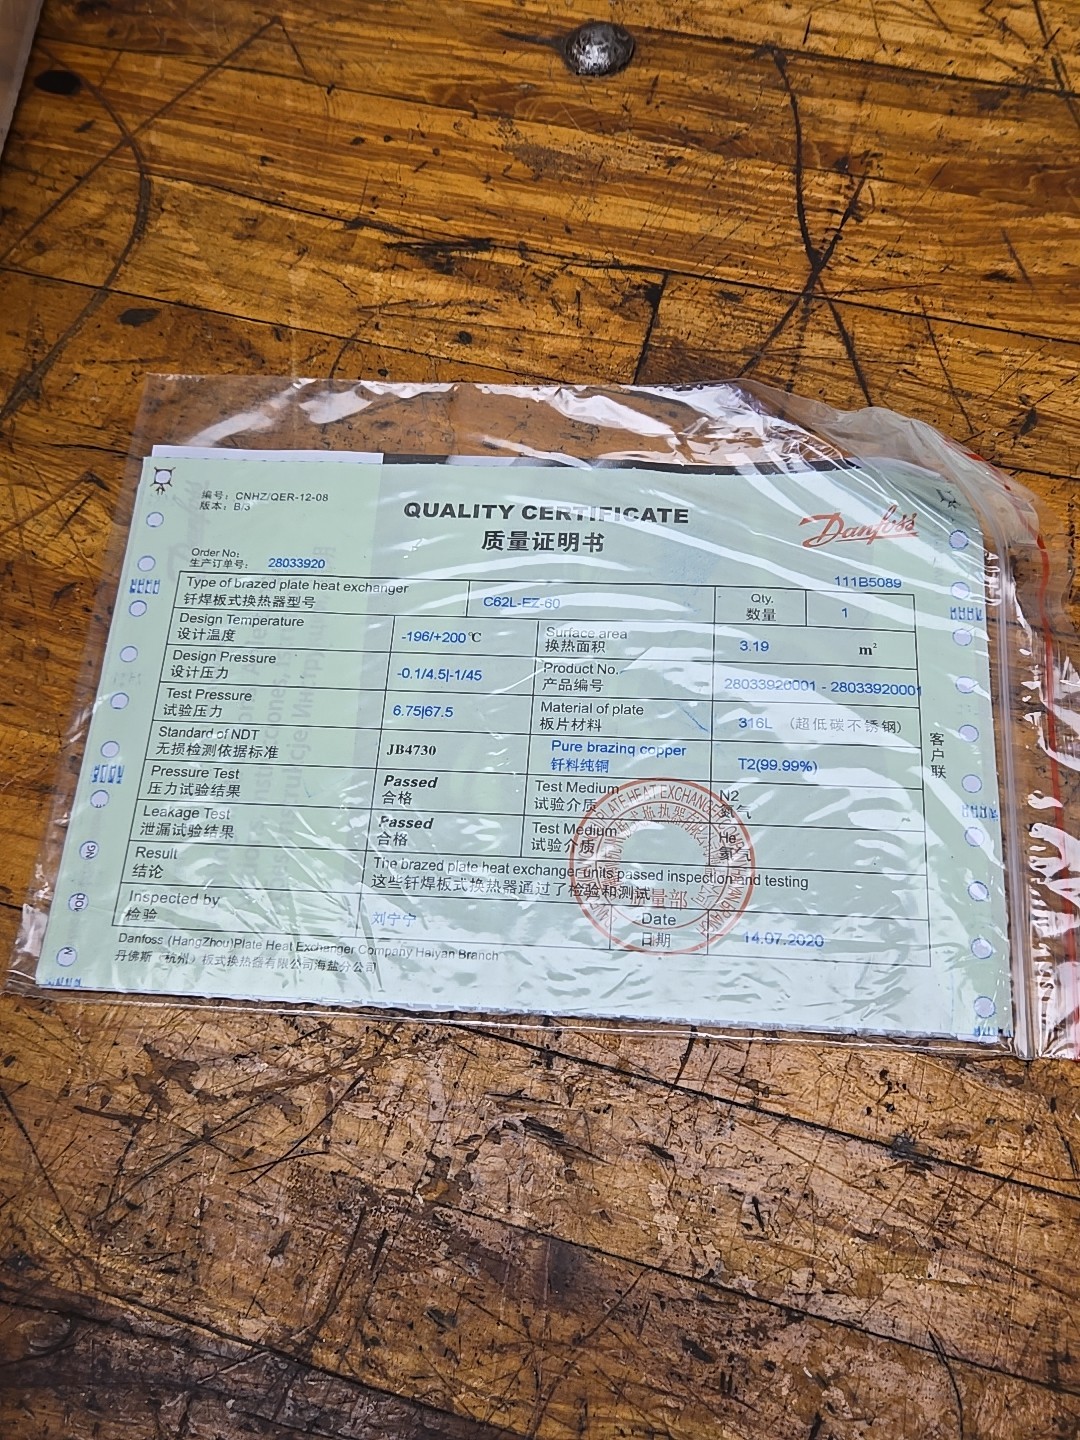 编号：CNHZ/QER-12-08
版本：B/3
QUALITY CERTIFICATE
质量证明书
Danfoss
Order No:
生产订单号： 28033920
111B5089
Type of brazed plate heat exchanger
钎焊板式换热器型号
C62L-EZ-60
Qty.
数量
1
Design Temperature
设计温度
-196/+200℃
Surface area
换热面积
3.19 m²
Design Pressure
设计压力
-0.1/4.5|-1/45
Product No.
产品编号
28033920001 - 28033920001
Test Pressure
试验压力
6.75|67.5
Material of plate
板片材料
316L （超低碳不锈钢）
Standard of NDT
无损检测依据标准
JB4730
Pure brazing copper
钎料纯铜
T2(99.99%)
Pressure Test
压力试验结果
Passed
合格
Test Medium
试验介质
N2
氮气
Leakage Test
泄漏试验结果
Passed
合格
Test Medium
试验介质
He
氦气
Result
结论
The brazed plate heat exchanger units passed inspection and testing
这些钎焊板式换热器通过了检验和测试
Inspected by
检验
刘宁宁
Date
日期
14.07.2020
Danfoss (HangZhou)Plate Heat Exchanger Company Haiyan Branch
丹佛斯（杭州）板式换热器有限公司海盐分公司
客户联
PLATE HEAT EXCHANGER
质量部